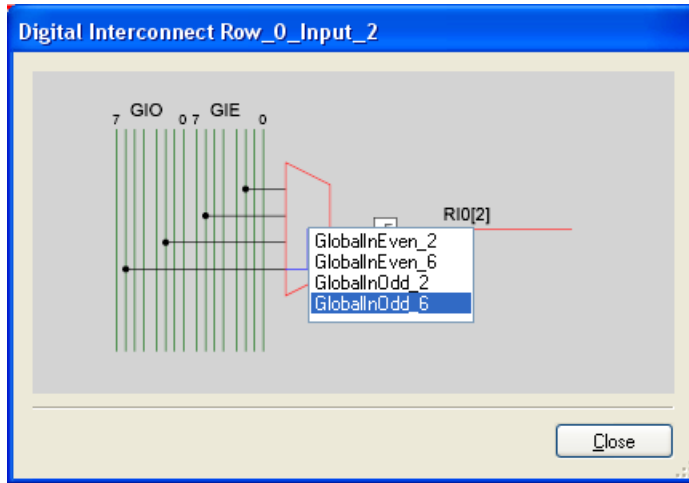 Digital Interconnect Row_0_Input_2
7 GIO 0 7 GIE 0
RI0[2]
GlobalInEven_2
GlobalInEven_6
GlobalInOdd_2
GlobalInOdd_6
Close